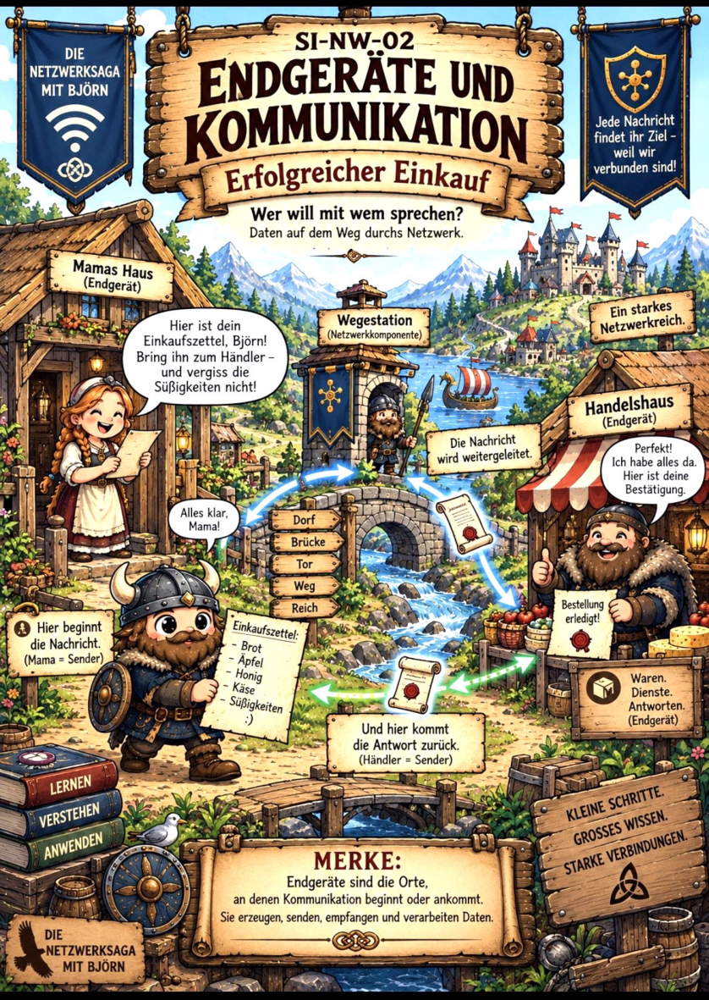 DIE
NETZWERKSAGA
MIT BJÖRN
SI-NW-02
ENDGERÄTE UND
KOMMUNIKATION
Erfolgreicher Einkauf
Jede Nachricht
findet ihr Ziel –
weil wir
verbunden sind!
Wer will mit wem sprechen?
Daten auf dem Weg durchs Netzwerk.
Mamas Haus
(Endgerät)
Hier ist dein
Einkaufszettel, Björn!
Bring ihn zum Händler –
und vergiss die
Süßigkeiten nicht!
Wegestation
(Netzwerkkomponente)
Ein starkes
Netzwerkreich.
Handelshaus
(Endgerät)
Die Nachricht
wird weitergeleitet.
Perfekt!
Ich habe alles da.
Hier ist deine
Bestätigung.
Alles klar,
Mama!
Dorf
Brücke
Tor
Weg
Reich
Hier beginnt
die Nachricht.
(Mama = Sender)
Einkaufszettel:
- Brot
- Äpfel
- Honig
- Käse
- Süßigkeiten
:)
Bestellung
erledigt!
Waren.
Dienste.
Antworten.
(Endgerät)
Und hier kommt
die Antwort zurück.
(Händler = Sender)
LERNEN
VERSTEHEN
ANWENDEN
KLEINE SCHRITTE.
GROSSES WISSEN.
STARKE VERBINDUNGEN.
MERKE:
Endgeräte sind die Orte,
an denen Kommunikation beginnt oder ankommt.
Sie erzeugen, senden, empfangen und verarbeiten Daten.
DIE
NETZWERKSAGA
MIT BJÖRN